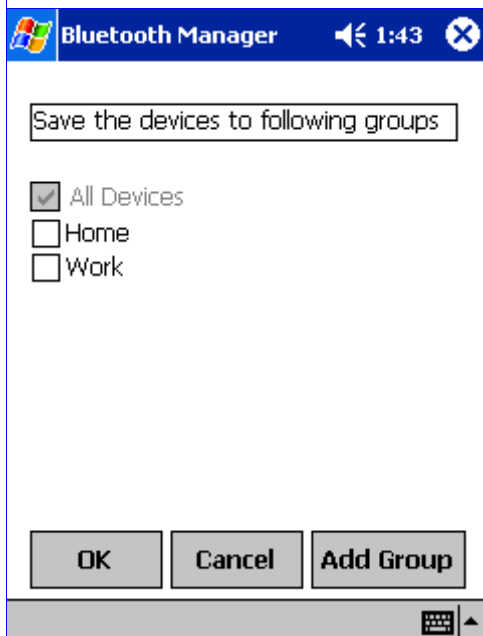 Bluetooth Manager 1:43
Save the devices to following groups
All Devices
Home
Work
OK Cancel Add Group